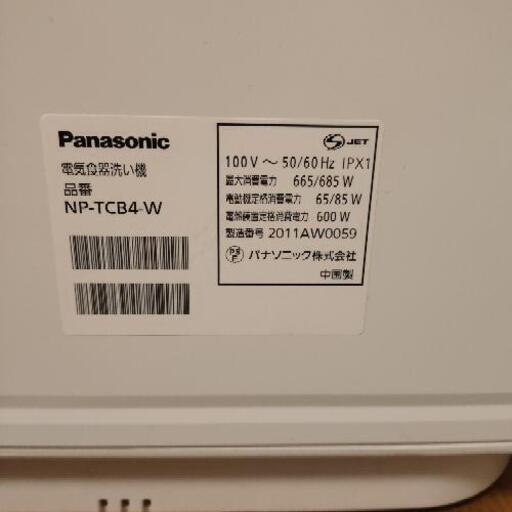 Panasonic
電気食器洗い機
品番
NP-TCB4-W
JET
100V～50/60Hz IPX1
最大消費電力 665/685 W
電動機定格消費電力 65/85 W
電熱装置定格消費電力 600 W
製造番号 2011AW0059
PSE パナソニック株式会社
中国製